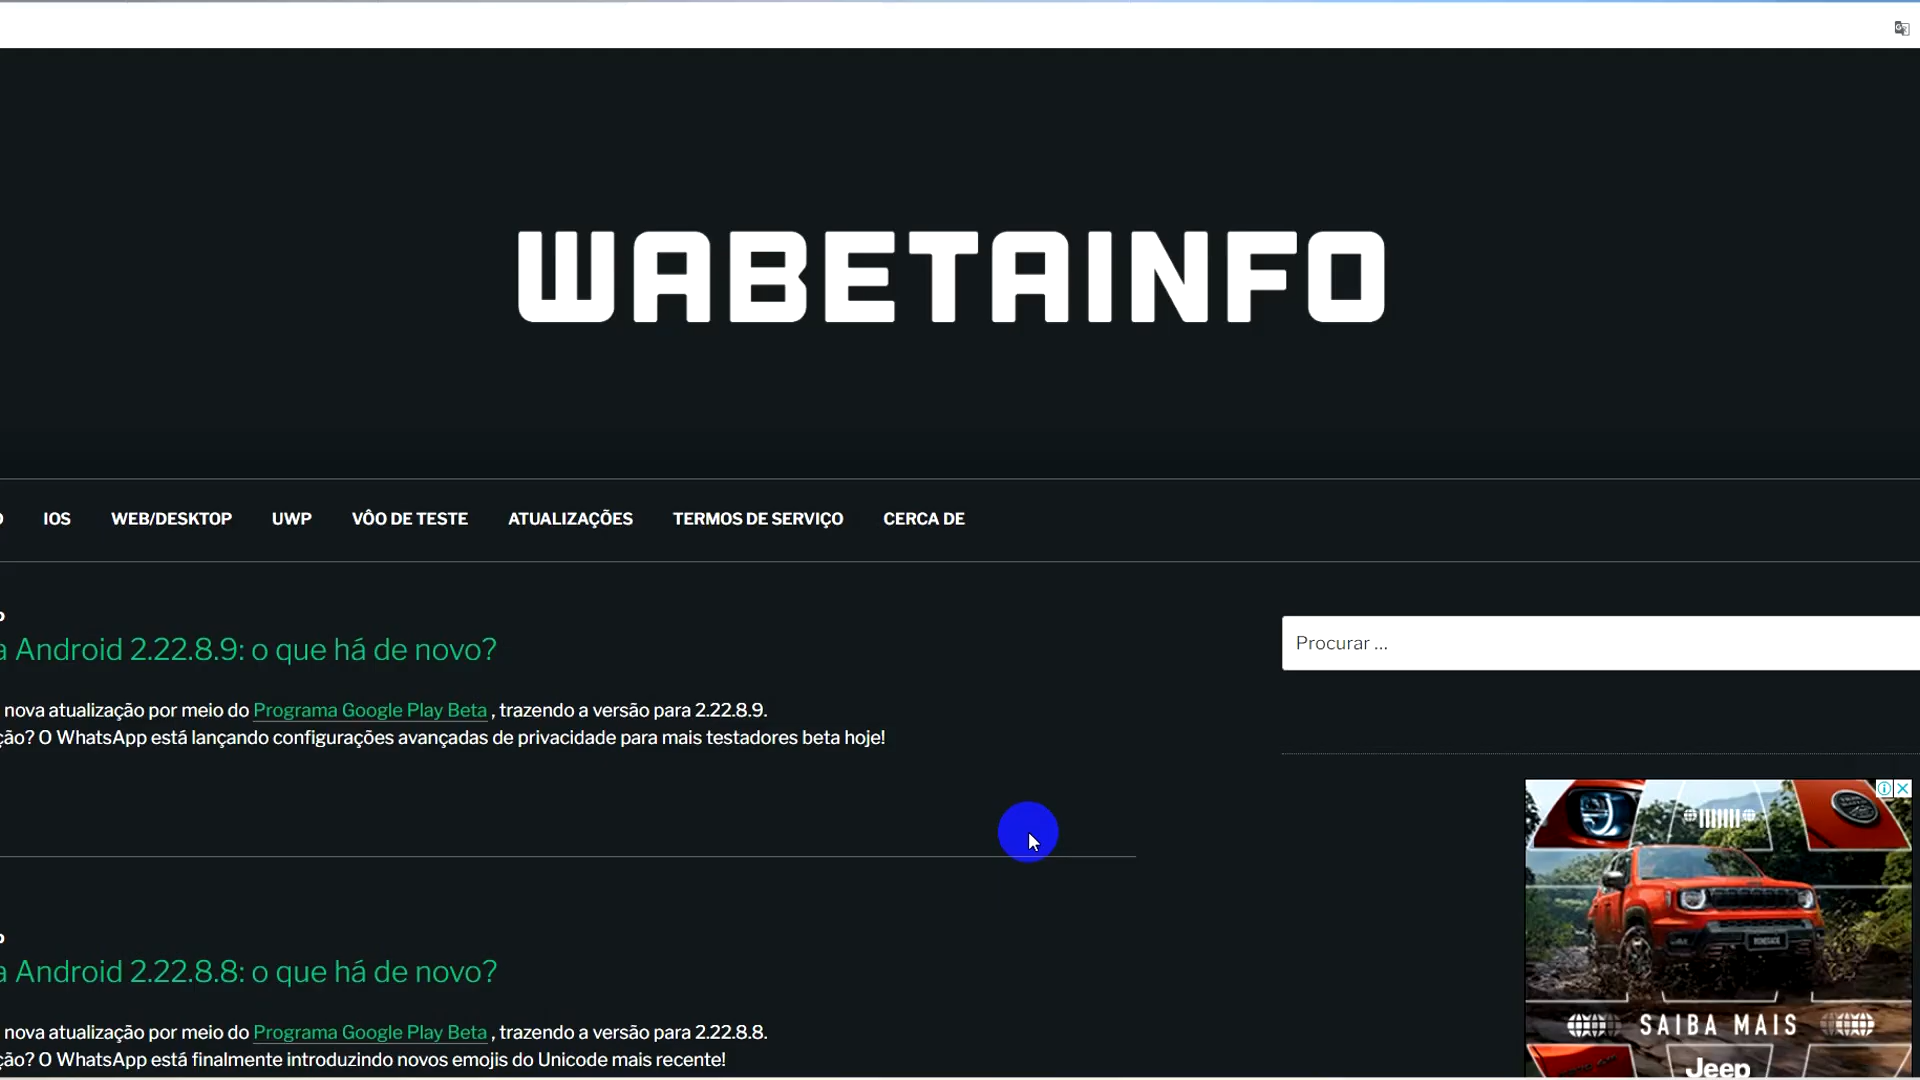 WABETAINFO
IOS WEB/DESKTOP UWP VÔO DE TESTE ATUALIZAÇÕES TERMOS DE SERVIÇO CERCA DE
a Android 2.22.8.9: o que há de novo?
Procurar ...
nova atualização por meio do Programa Google Play Beta , trazendo a versão para 2.22.8.9.
ção? O WhatsApp está lançando configurações avançadas de privacidade para mais testadores beta hoje!
a Android 2.22.8.8: o que há de novo?
nova atualização por meio do Programa Google Play Beta , trazendo a versão para 2.22.8.8.
ção? O WhatsApp está finalmente introduzindo novos emojis do Unicode mais recente!
SAIBA MAIS
Jeep